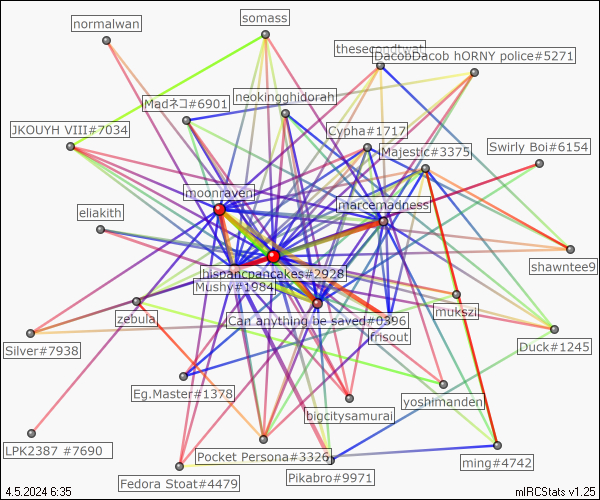 somass
normalwan
thesecondtwat
DacobDacob hORNY police#5271
neokingghidorah
Madネコ#6901
JKOUYH VIII#7034
Cypha#1717
Majestic#3375
Swirly Boi#6154
moonraven
marcemadness
eliakith
shawntee9
hispancpancakes#2928
Mushy#1984
zebula
Can anything be saved#0396
mukszi
frisout
Silver#7938
Duck#1245
Eg.Master#1378
bigcitysamurai
yoshimanden
LPK2387 #7690
Pocket Persona#3326
ming#4742
Fedora Stoat#4479
Pikabro#9971
4.5.2024 6:35
mIRCStats v1.25